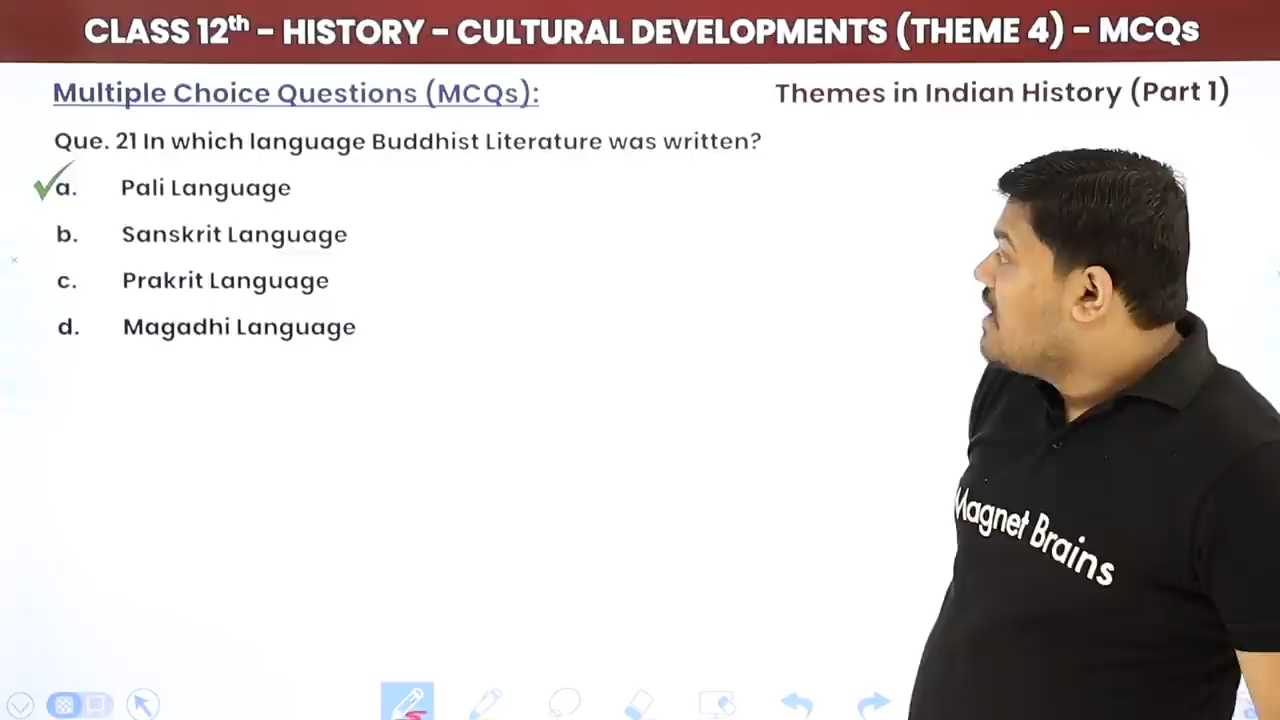 CLASS 12th – HISTORY – CULTURAL DEVELOPMENTS (THEME 4) – MCQs
Multiple Choice Questions (MCQs):
Themes in Indian History (Part 1)
Que. 21 In which language Buddhist Literature was written?
a. Pali Language
b. Sanskrit Language
c. Prakrit Language
d. Magadhi Language
Magnet Brains